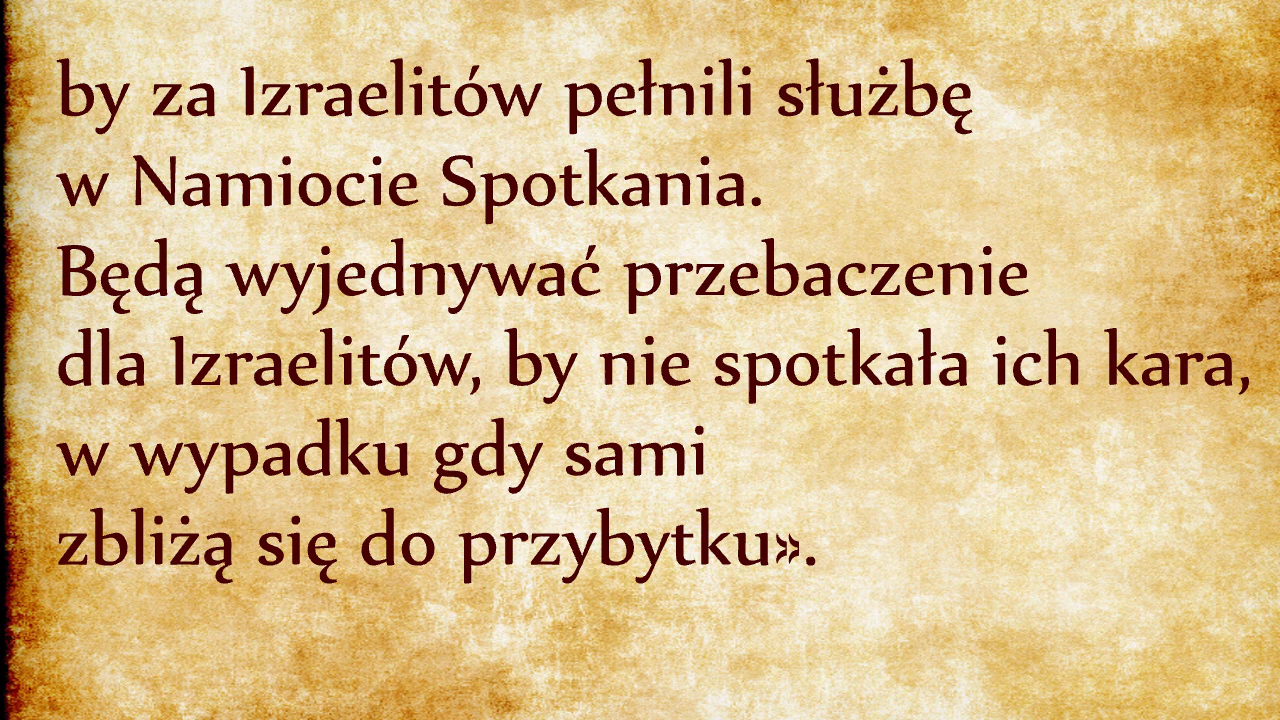 by za Izraelitów pełnili służbę
w Namiocie Spotkania.
Będą wyjednywać przebaczenie
dla Izraelitów, by nie spotkała ich kara,
w wypadku gdy sami
zbliżą się do przybytku».